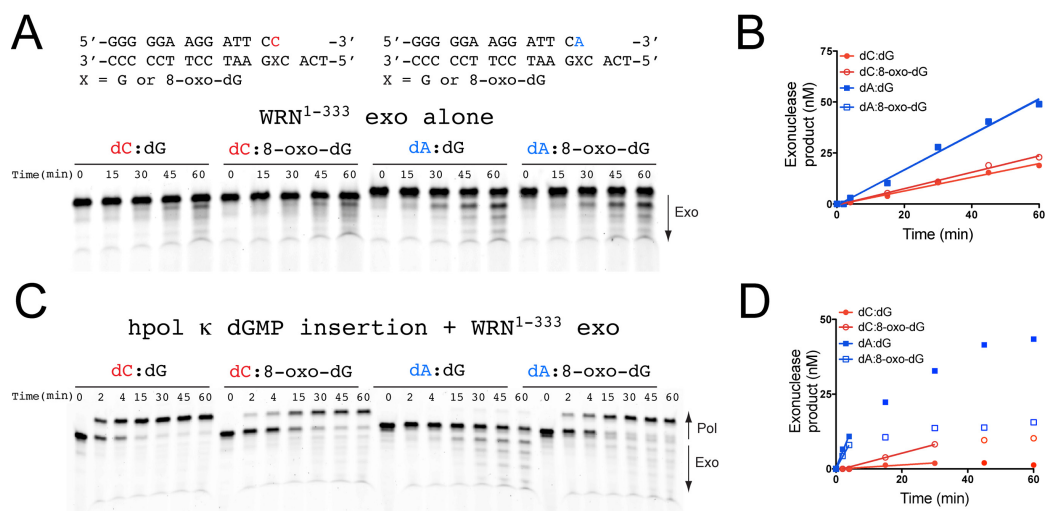 A
5′-GGG GGA AGG ATT CC -3′
3′-CCC CCT TCC TAA GXC ACT-5′
X = G or 8-oxo-dG
5′-GGG GGA AGG ATT CA -3′
3′-CCC CCT TCC TAA GXC ACT-5′
X = G or 8-oxo-dG
WRN1-333 exo alone
dC:dG dC:8-oxo-dG dA:dG dA:8-oxo-dG
Time(min) 0 15 30 45 60 0 15 30 45 60 0 15 30 45 60 0 15 30 45 60
Exo
B
Exonuclease
product (nM)
75
50
25
0
0 20 40 60
Time (min)
dC:dG
dC:8-oxo-dG
dA:dG
dA:8-oxo-dG
C
hpol κ dGMP insertion + WRN1-333 exo
dC:dG dC:8-oxo-dG dA:dG dA:8-oxo-dG
Time(min) 0 2 4 15 30 45 60 0 2 4 15 30 45 60 0 2 4 15 30 45 60 0 2 4 15 30 45 60
Pol
Exo
D
Exonuclease
product (nM)
50
25
0
0 20 40 60
Time (min)
dC:dG
dC:8-oxo-dG
dA:dG
dA:8-oxo-dG